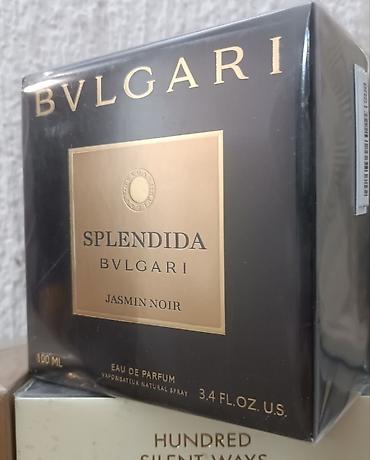 BVLGARI
SPLENDIDA
BVLGARI
JASMIN NOIR
100 ML
EAU DE PARFUM
VAPORISATEUR NATURAL SPRAY
3.4 FL.OZ. U.S.
HUNDRED
SILENT WAYS